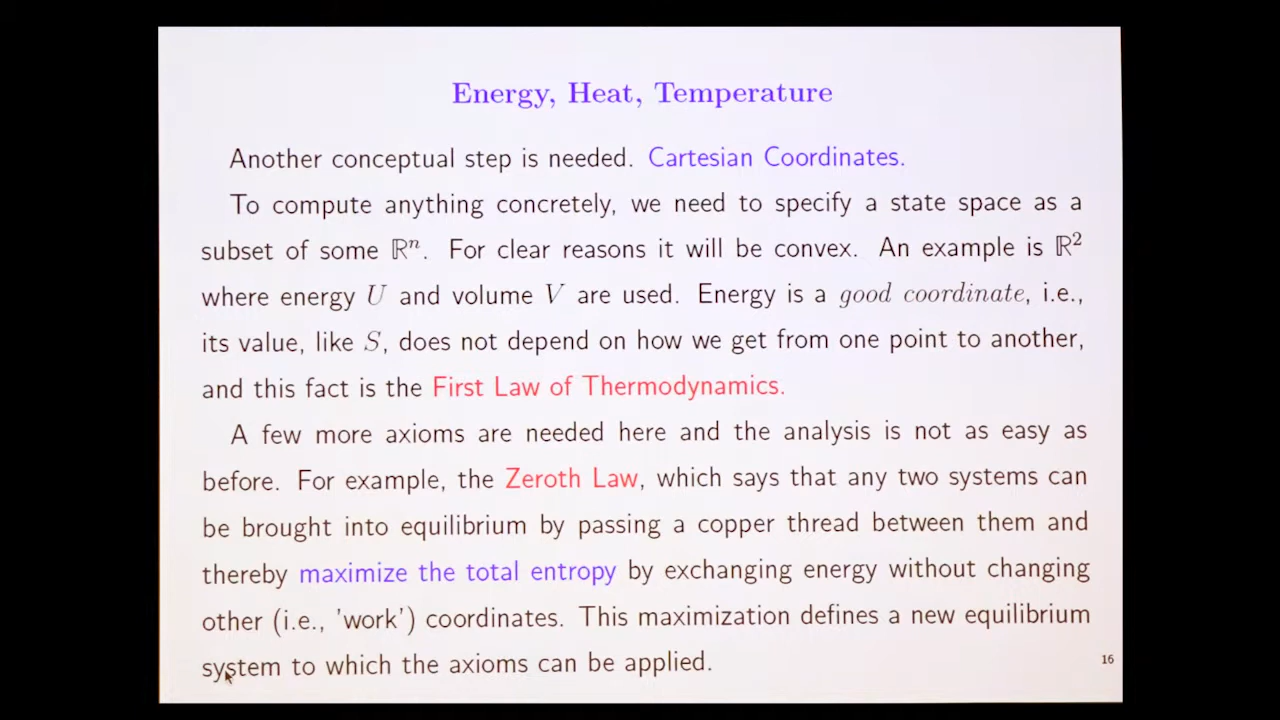 Energy, Heat, Temperature
Another conceptual step is needed. Cartesian Coordinates.
To compute anything concretely, we need to specify a state space as a
subset of some ℝⁿ. For clear reasons it will be convex. An example is ℝ²
where energy U and volume V are used. Energy is a good coordinate, i.e.,
its value, like S, does not depend on how we get from one point to another,
and this fact is the First Law of Thermodynamics.
A few more axioms are needed here and the analysis is not as easy as
before. For example, the Zeroth Law, which says that any two systems can
be brought into equilibrium by passing a copper thread between them and
thereby maximize the total entropy by exchanging energy without changing
other (i.e., 'work') coordinates. This maximization defines a new equilibrium
system to which the axioms can be applied.
16